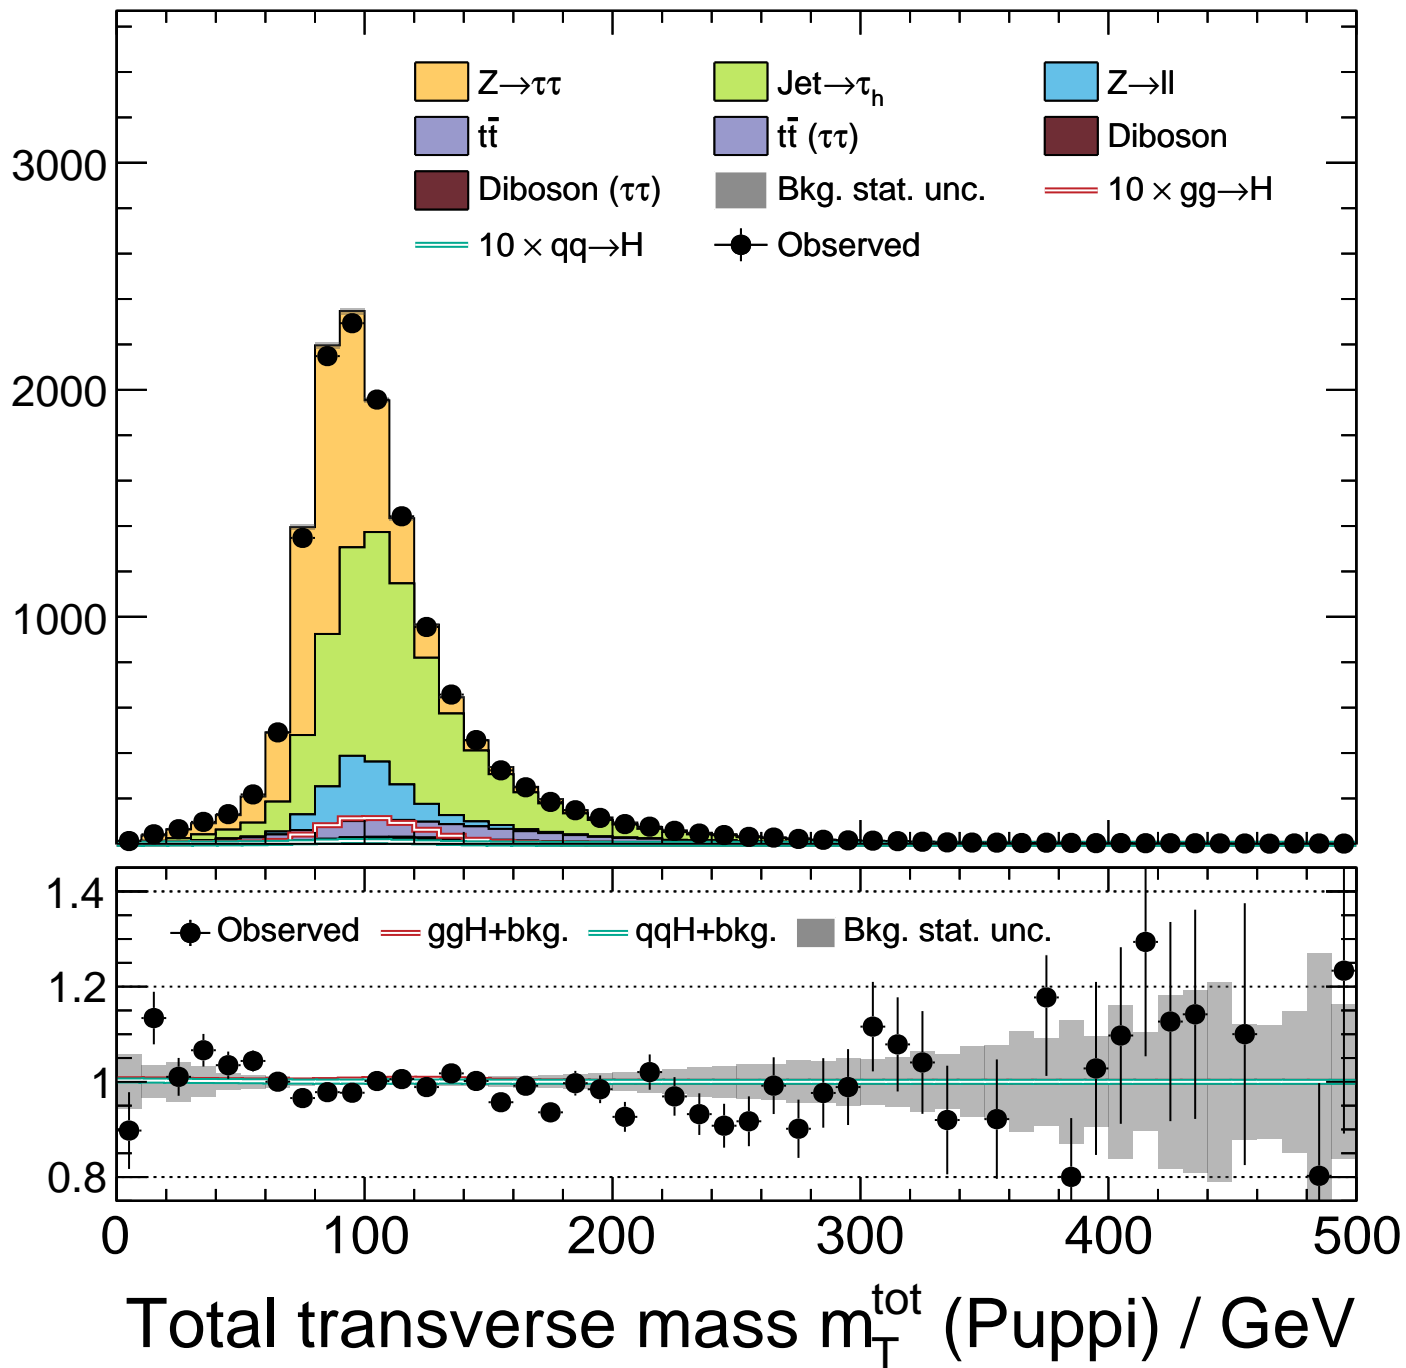 Z→ττ Jet→τh Z→ll
tt̄ tt̄ (ττ) Diboson
Diboson (ττ) Bkg. stat. unc. 10 × gg→H
10 × qq→H Observed
3000
2000
1000
1.4
Observed ggH+bkg. qqH+bkg. Bkg. stat. unc.
1.2
1
0.8
0 100 200 300 400 500
Total transverse mass m_T^tot (Puppi) / GeV